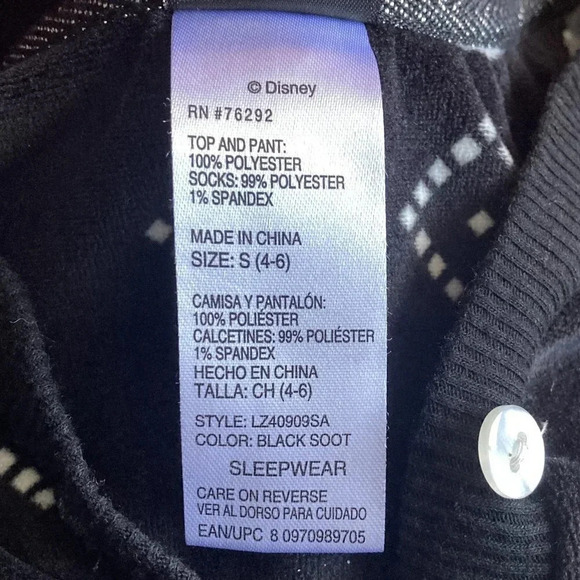 © Disney
RN #76292
TOP AND PANT:
100% POLYESTER
SOCKS: 99% POLYESTER
1% SPANDEX
MADE IN CHINA
SIZE: S (4-6)
CAMISA Y PANTALÓN:
100% POLIÉSTER
CALCETINES: 99% POLIÉSTER
1% SPANDEX
HECHO EN CHINA
TALLA: CH (4-6)
STYLE: LZ40909SA
COLOR: BLACK SOOT
SLEEPWEAR
CARE ON REVERSE
VER AL DORSO PARA CUIDADO
EAN/UPC 8 0970989705